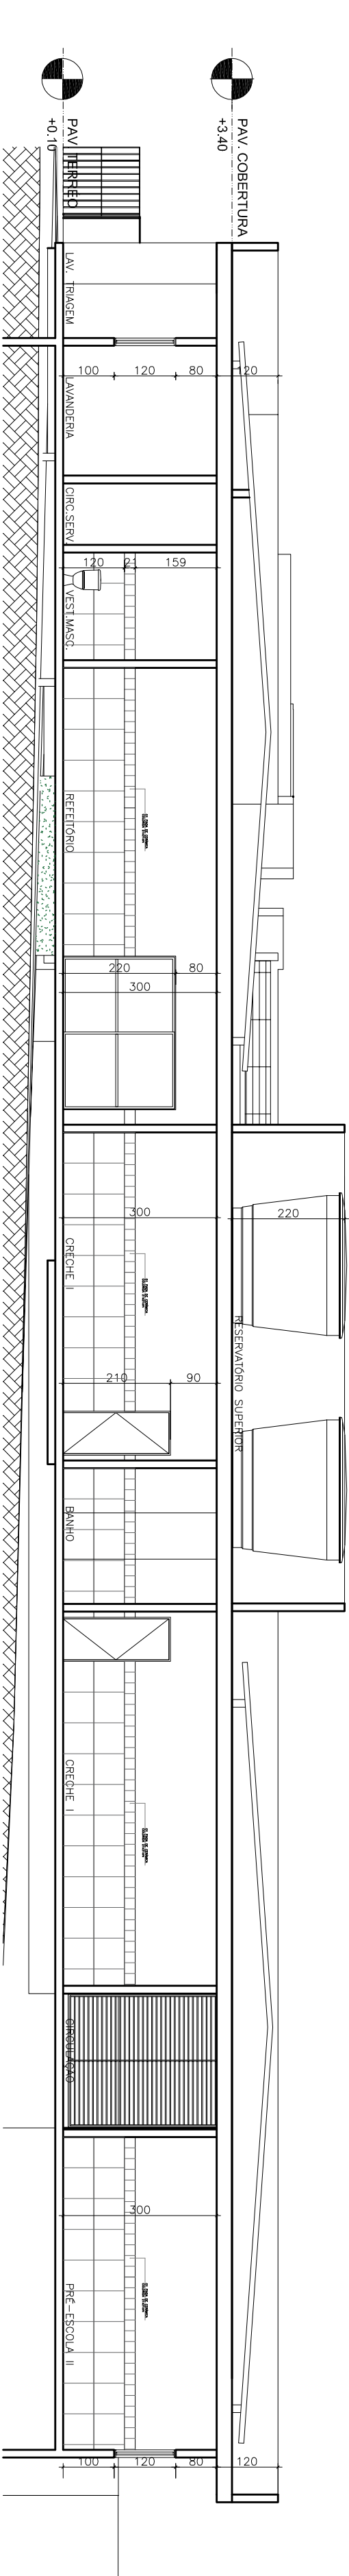 PAV. COBERTURA
+3.40
PAV. TERREO
+0.10
LAV. TRIAGEM
100
120
80
120
LAVANDERIA
CIRC.SERV.
120
21
159
VEST.MASC.
REFEITÓRIO
220
80
300
300
220
CRECHE I
RESERVATÓRIO SUPERIOR
210
90
BANHO
CRECHE I
CIRCULAÇÃO
300
PRÉ-ESCOLA II
100
120
80
120